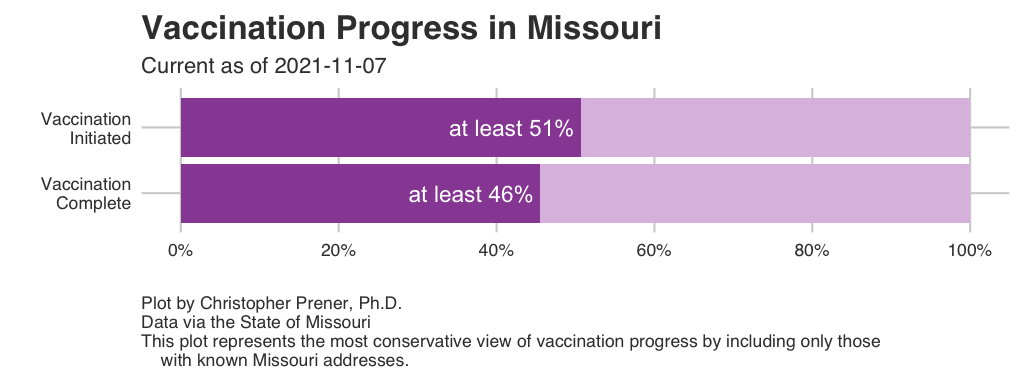 Vaccination Progress in Missouri
Current as of 2021-11-07
Vaccination
Initiated
at least 51%
Vaccination
Complete
at least 46%
0%
20%
40%
60%
80%
100%
Plot by Christopher Prener, Ph.D.
Data via the State of Missouri
This plot represents the most conservative view of vaccination progress by including only those
with known Missouri addresses.